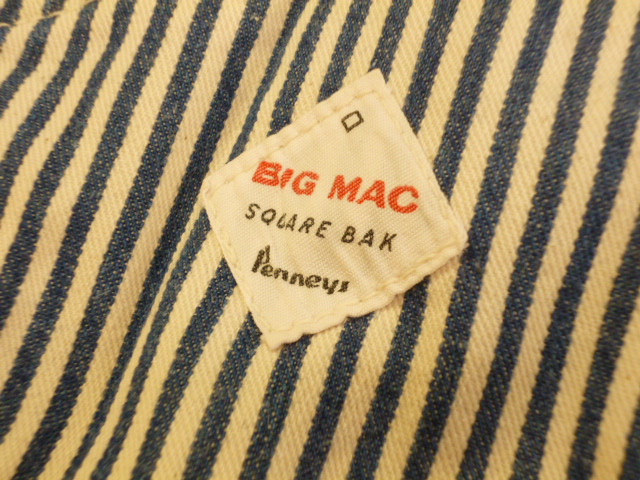 BIG MAC
SQUARE BAK
Penneys